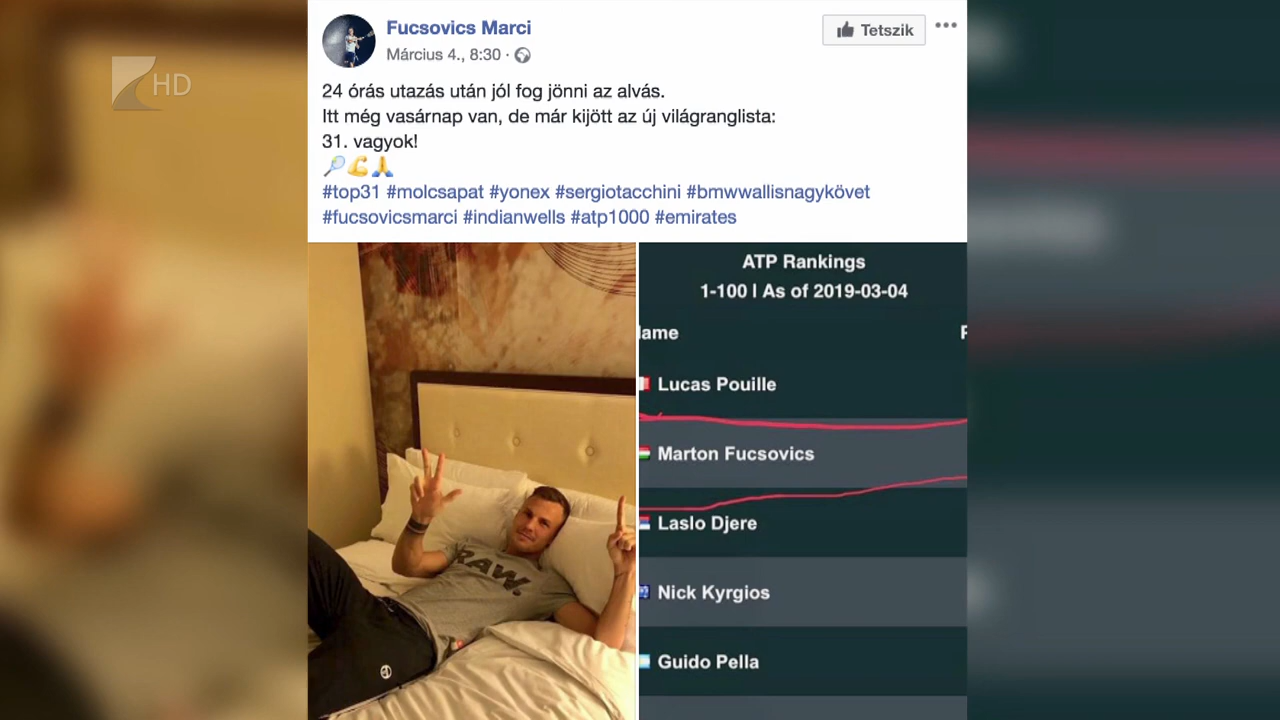 HD
Fucsovics Marci
Március 4., 8:30 ·
Tetszik
24 órás utazás után jól fog jönni az alvás.
Itt még vasárnap van, de már kijött az új világranglista:
31. vagyok!
#top31 #molcsapat #yonex #sergiotacchini #bmwwallisnagykövet
#fucsovicsmarci #indianwells #atp1000 #emirates
RAW.
ATP Rankings
1-100 | As of 2019-03-04
Lucas Pouille
Marton Fucsovics
Laslo Djere
Nick Kyrgios
Guido Pella